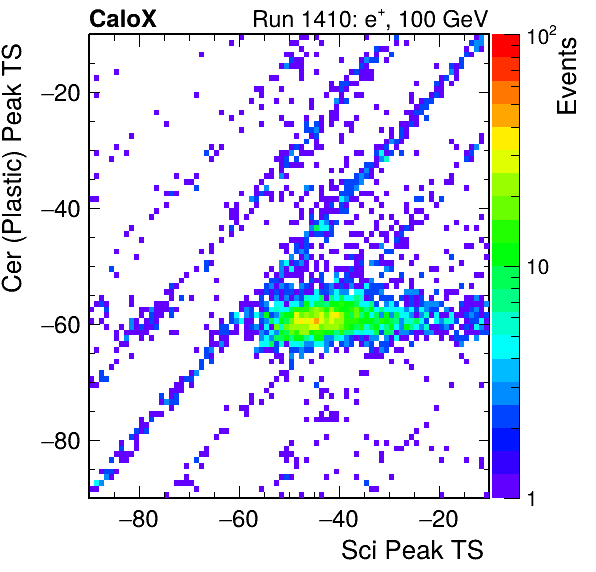 CaloX Run 1410: e⁺, 100 GeV
10²
Events
Cer (Plastic) Peak TS
−20
−40
10
−60
−80
1
−80 −60 −40 −20
Sci Peak TS